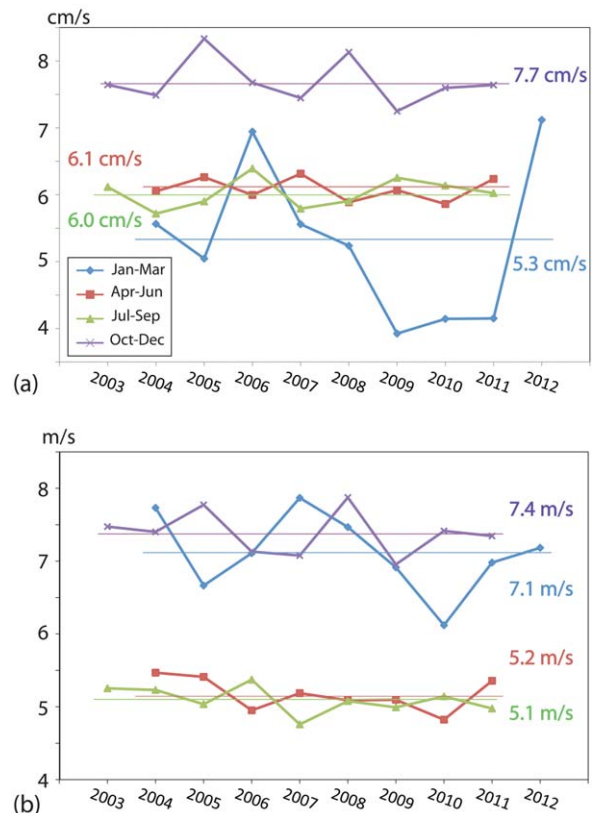 cm/s
8
7.7 cm/s
7
6.1 cm/s
6
6.0 cm/s
5
5.3 cm/s
Jan-Mar
Apr-Jun
Jul-Sep
Oct-Dec
4
(a)
2003 2004 2005 2006 2007 2008 2009 2010 2011 2012
m/s
8
7.4 m/s
7
7.1 m/s
6
5.2 m/s
5
5.1 m/s
4
(b)
2003 2004 2005 2006 2007 2008 2009 2010 2011 2012